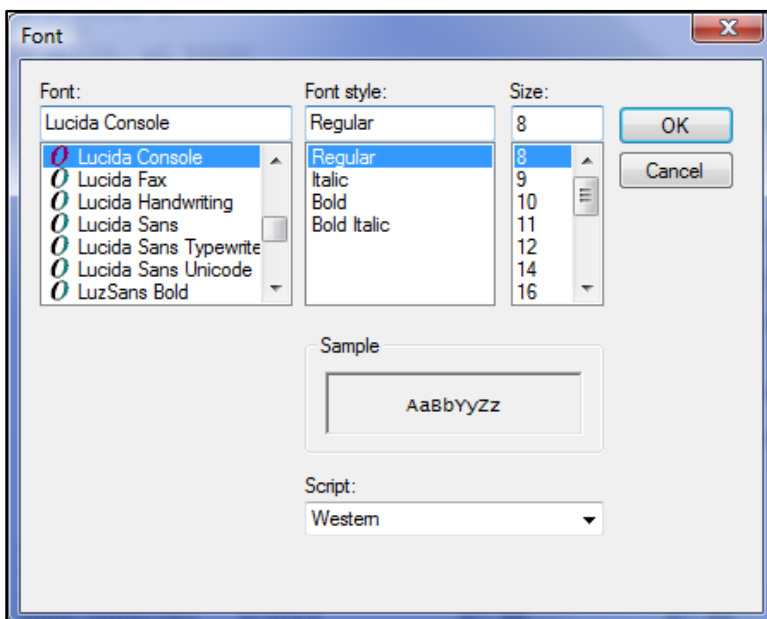 Font
Font:
Lucida Console
Lucida Console
Lucida Fax
Lucida Handwriting
Lucida Sans
Lucida Sans Typewrite
Lucida Sans Unicode
LuzSans Bold
Font style:
Regular
Regular
Italic
Bold
Bold Italic
Size:
8
8
9
10
11
12
14
16
OK
Cancel
Sample
AaBbYyZz
Script:
Western